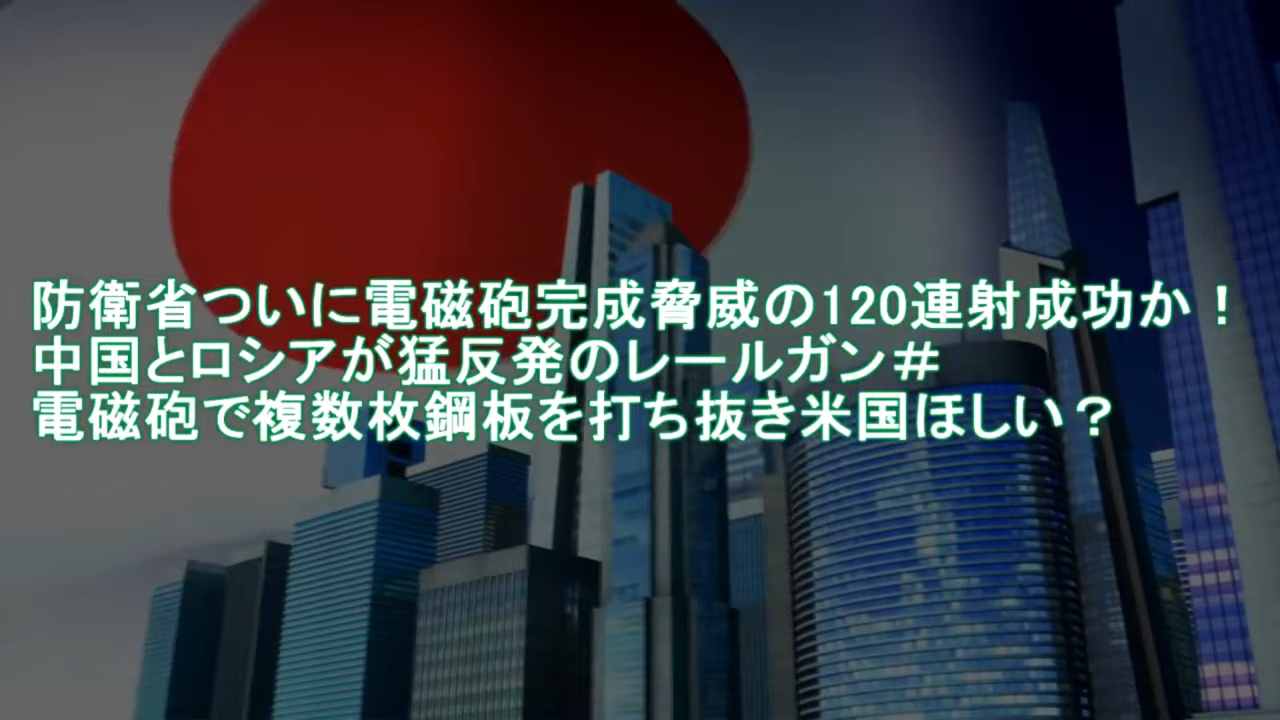 防衛省ついに電磁砲完成脅威の120連射成功か！
中国とロシアが猛反発のレールガン＃
電磁砲で複数枚鋼板を打ち抜き米国ほしい？